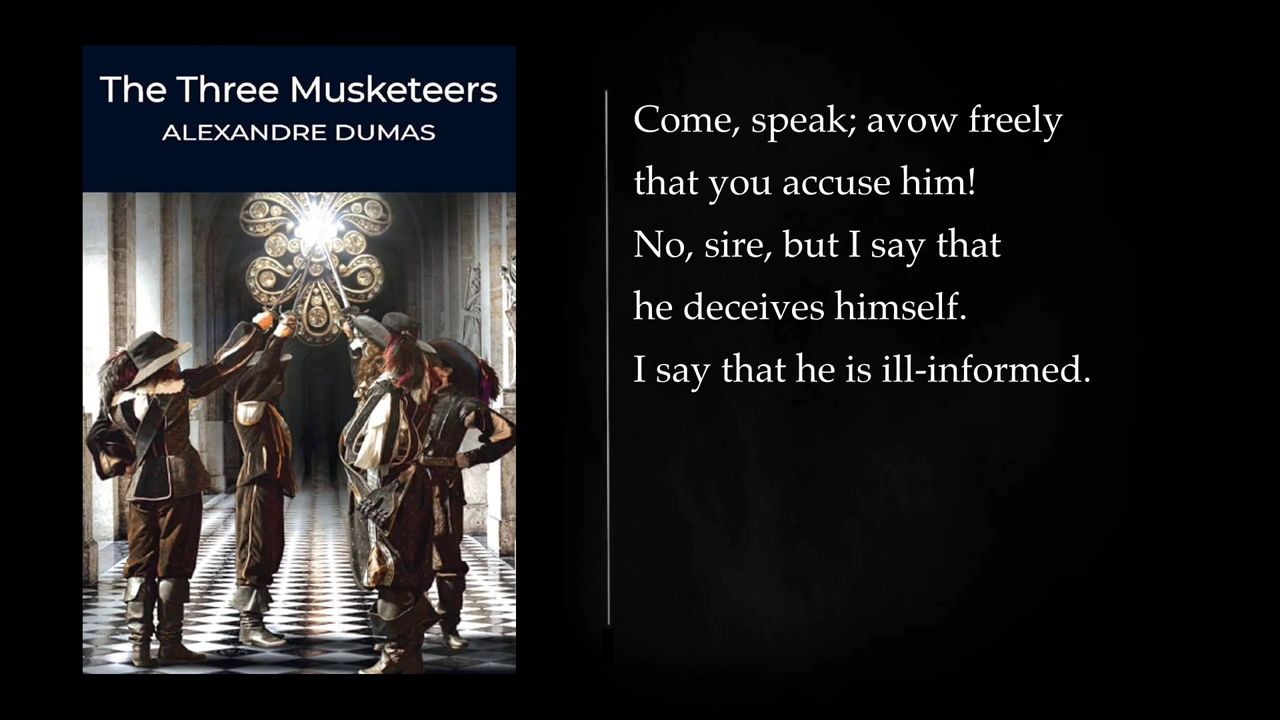 The Three Musketeers
ALEXANDRE DUMAS
Come, speak; avow freely
that you accuse him!
No, sire, but I say that
he deceives himself.
I say that he is ill-informed.